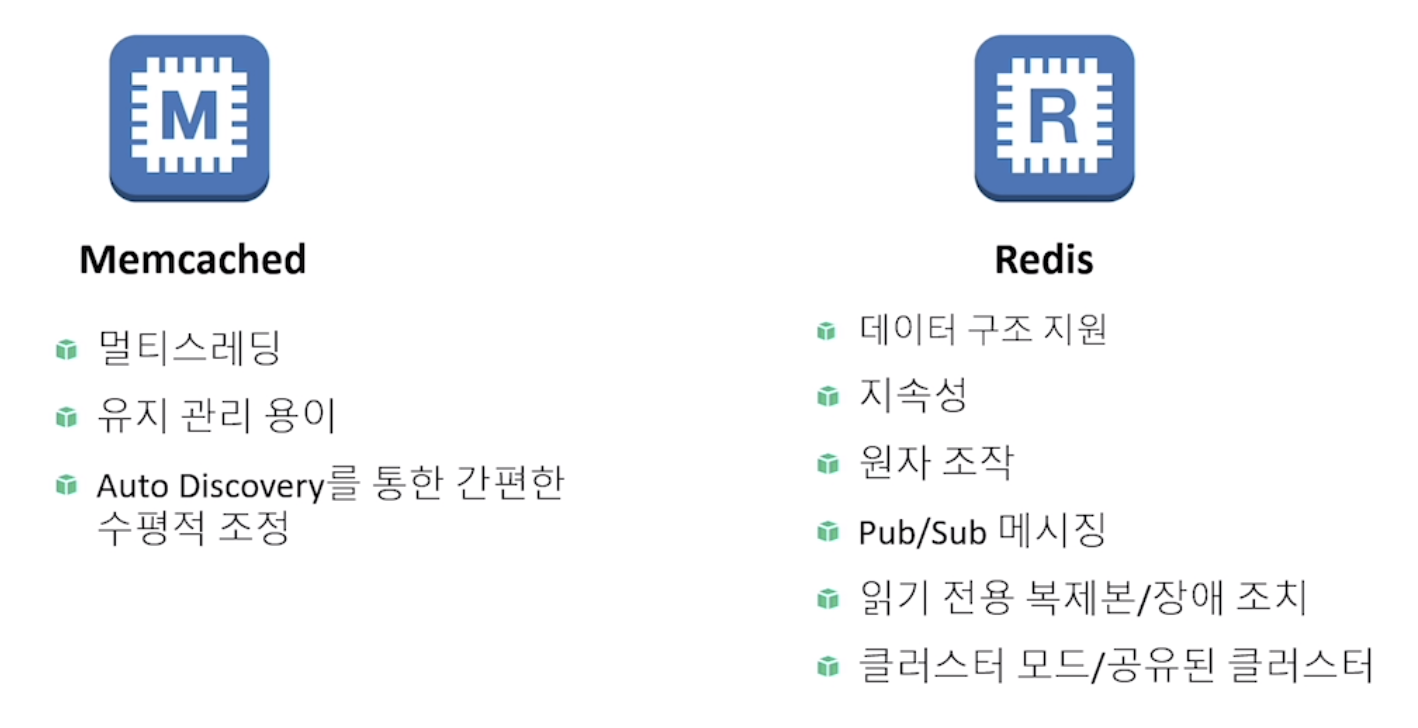 M
Memcached
멀티스레딩
유지 관리 용이
Auto Discovery를 통한 간편한
수평적 조정
R
Redis
데이터 구조 지원
지속성
원자 조작
Pub/Sub 메시징
읽기 전용 복제본/장애 조치
클러스터 모드/공유된 클러스터